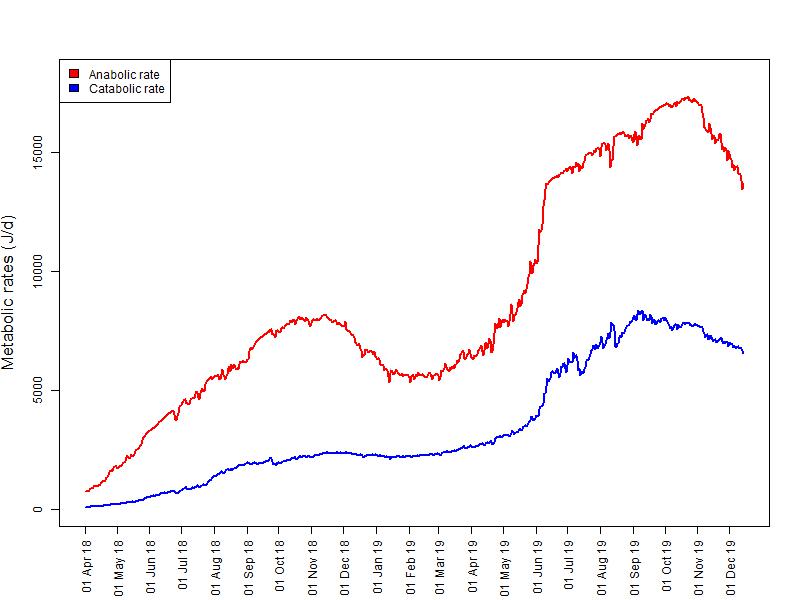 Anabolic rate
Catabolic rate
Metabolic rates (J/d)
15000
10000
5000
0
01 Apr 18
01 May 18
01 Jun 18
01 Jul 18
01 Aug 18
01 Sep 18
01 Oct 18
01 Nov 18
01 Dec 18
01 Jan 19
01 Feb 19
01 Mar 19
01 Apr 19
01 May 19
01 Jun 19
01 Jul 19
01 Aug 19
01 Sep 19
01 Oct 19
01 Nov 19
01 Dec 19